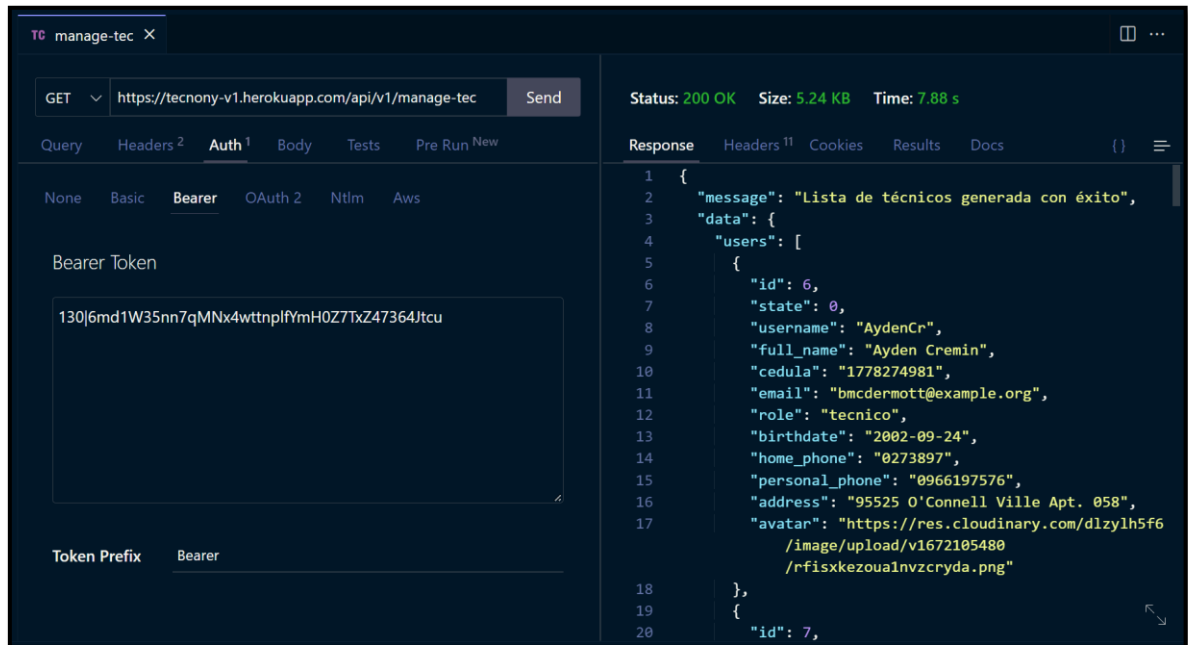 TC manage-tec
GET https://tecnony-v1.herokuapp.com/api/v1/manage-tec Send
Query Headers 2 Auth 1 Body Tests Pre Run New
None Basic Bearer OAuth 2 Ntlm Aws
Bearer Token
130|6md1W35nn7qMNx4wttnplfYmH0Z7TxZ47364Jtcu
Token Prefix Bearer
Status: 200 OK Size: 5.24 KB Time: 7.88 s
Response Headers 11 Cookies Results Docs {}
1 {
2 "message": "Lista de técnicos generada con éxito",
3 "data": {
4 "users": [
5 {
6 "id": 6,
7 "state": 0,
8 "username": "AydenCr",
9 "full_name": "Ayden Cremin",
10 "cedula": "1778274981",
11 "email": "bmcdermott@example.org",
12 "role": "tecnico",
13 "birthdate": "2002-09-24",
14 "home_phone": "0273897",
15 "personal_phone": "0966197576",
16 "address": "95525 O'Connell Ville Apt. 058",
17 "avatar": "https://res.cloudinary.com/dlzylh5f6
/image/upload/v1672105480
/rfisxkezoua1nvzcryda.png"
18 },
19 {
20 "id": 7,